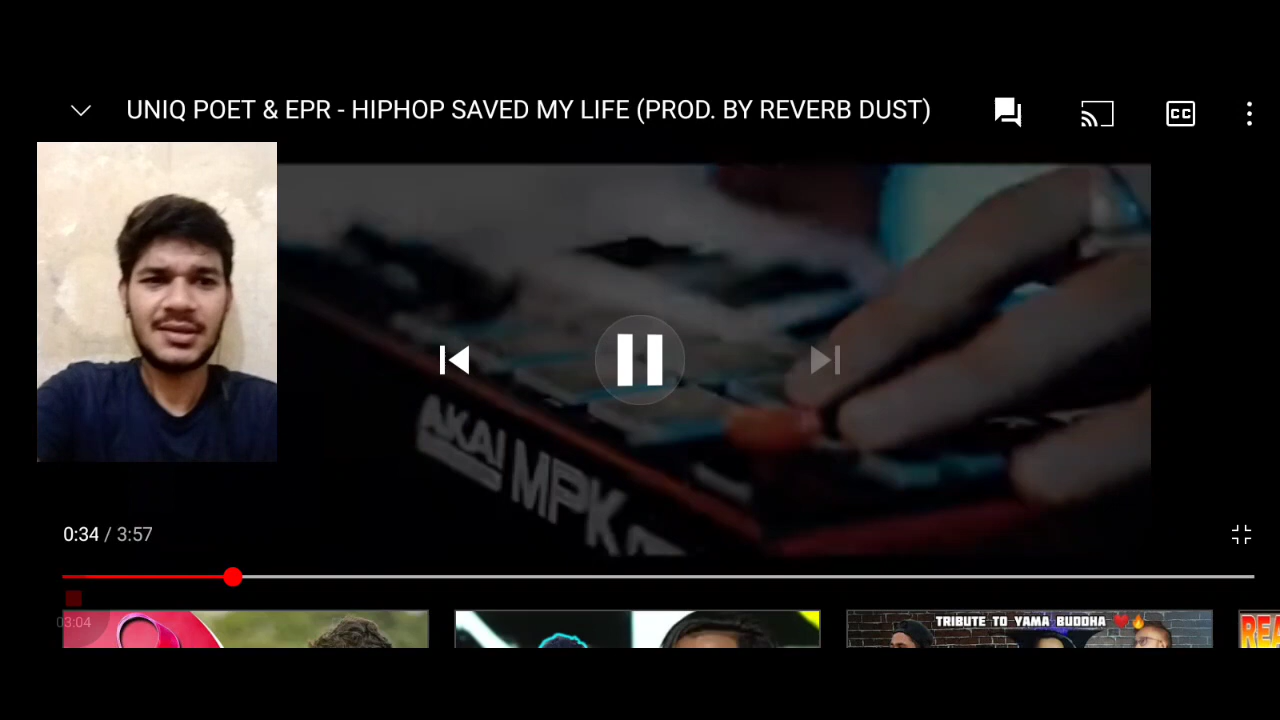 UNIQ POET & EPR - HIPHOP SAVED MY LIFE (PROD. BY REVERB DUST)
CC
AKAI
MPK
0:34 / 3:57
03:04
TRIBUTE TO YAMA BUDDHA